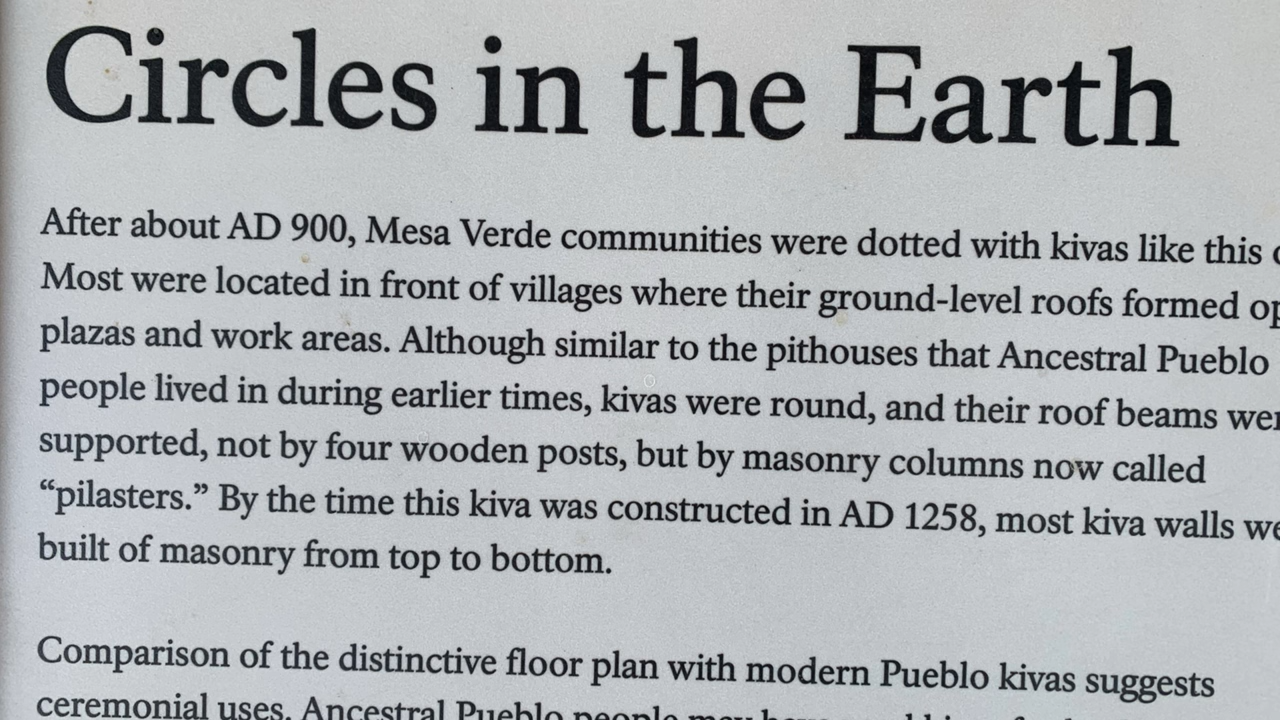 Circles in the Earth
After about AD 900, Mesa Verde communities were dotted with kivas like this
Most were located in front of villages where their ground-level roofs formed
plazas and work areas. Although similar to the pithouses that Ancestral Pueblo
people lived in during earlier times, kivas were round, and their roof beams
supported, not by four wooden posts, but by masonry columns now called
“pilasters.” By the time this kiva was constructed in AD 1258, most kiva walls
built of masonry from top to bottom.
Comparison of the distinctive floor plan with modern Pueblo kivas suggests
ceremonial uses. Ancestral Pueblo people may have